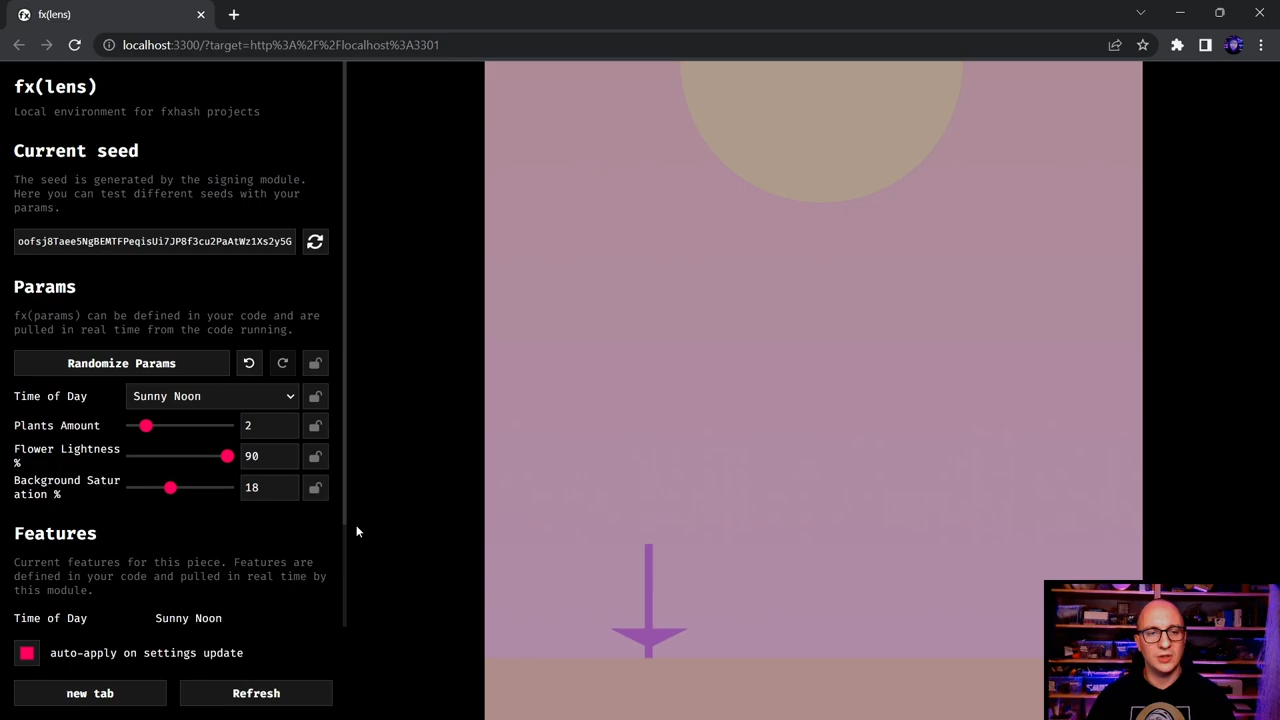 fx(lens)
localhost:3300/?target=http%3A%2F%2Flocalhost%3A3301
fx(lens)
Local environment for fxhash projects
Current seed
The seed is generated by the signing module.
Here you can test different seeds with your
params.
oofsj8Taee5NgBEMTFPeqisUi7JP8f3cu2PaAtWz1Xs2y5G
Params
fx(params) can be defined in your code and are
pulled in real time from the code running.
Randomize Params
Time of Day Sunny Noon
Plants Amount 2
Flower Lightness
% 90
Background Satur
ation % 18
Features
Current features for this piece. Features are
defined in your code and pulled in real time by
this module.
Time of Day Sunny Noon
auto-apply on settings update
new tab Refresh